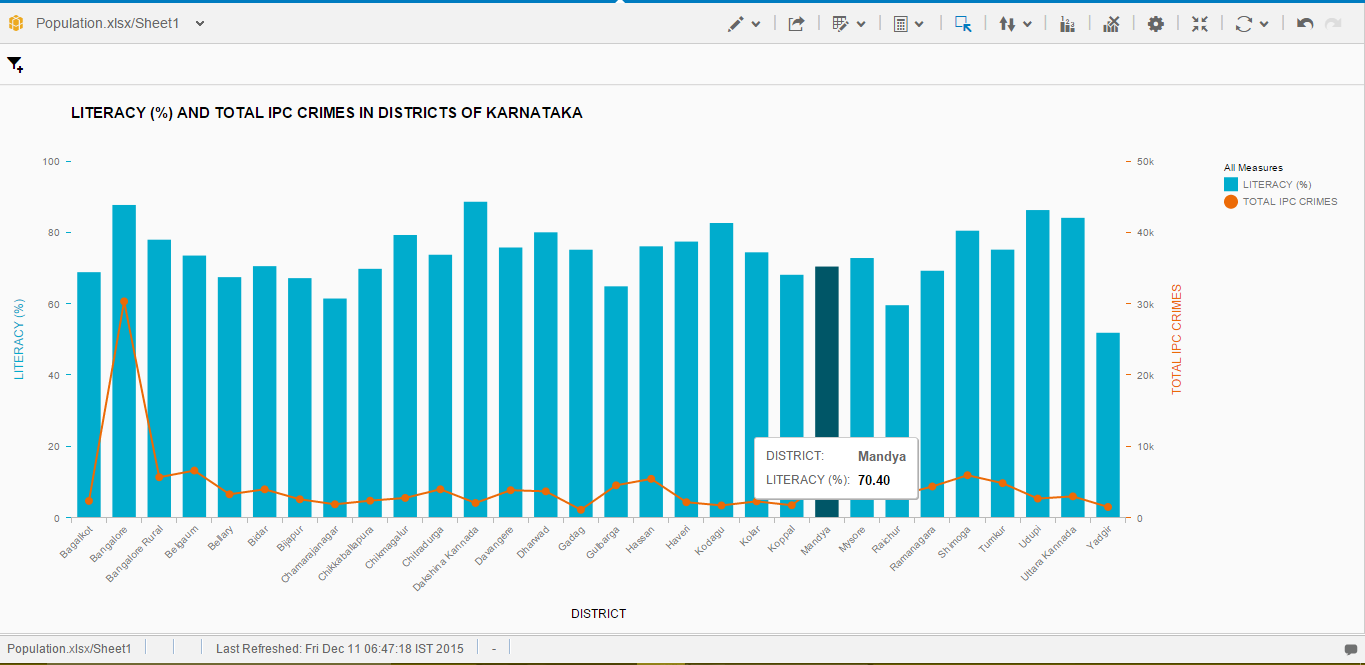 Population.xlsx/Sheet1
LITERACY (%) AND TOTAL IPC CRIMES IN DISTRICTS OF KARNATAKA
100
80
60
40
20
0
LITERACY (%)
50k
40k
30k
20k
10k
0
TOTAL IPC CRIMES
All Measures
LITERACY (%)
TOTAL IPC CRIMES
DISTRICT: Mandya
LITERACY (%): 70.40
Bagalkot
Bangalore
Bangalore Rural
Belgaum
Bellary
Bidar
Bijapur
Chamarajanagar
Chikkaballapura
Chikmagalur
Chitradurga
Dakshina Kannada
Davangere
Dharwad
Gadag
Gulbarga
Hassan
Haveri
Kodagu
Kolar
Koppal
Mandya
Mysore
Raichur
Ramanagara
Shimoga
Tumkur
Udupi
Uttara Kannada
Yadgir
DISTRICT
Population.xlsx/Sheet1
Last Refreshed: Fri Dec 11 06:47:18 IST 2015
-